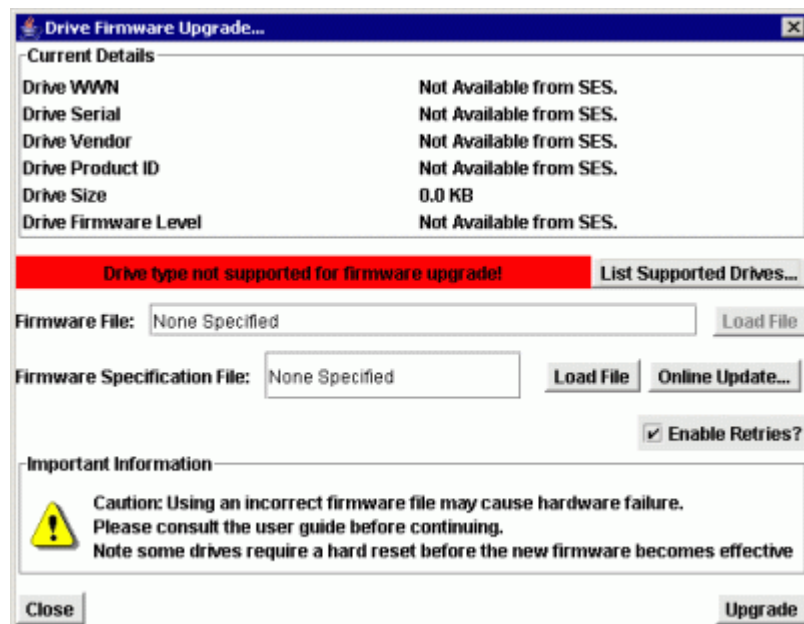 Drive Firmware Upgrade...
Current Details
Drive WWN Not Available from SES.
Drive Serial Not Available from SES.
Drive Vendor Not Available from SES.
Drive Product ID Not Available from SES.
Drive Size 0.0 KB
Drive Firmware Level Not Available from SES.
Drive type not supported for firmware upgrade! List Supported Drives...
Firmware File: None Specified Load File
Firmware Specification File: None Specified Load File Online Update...
Enable Retries?
Important Information
Caution: Using an incorrect firmware file may cause hardware failure.
Please consult the user guide before continuing.
Note some drives require a hard reset before the new firmware becomes effective
Close Upgrade